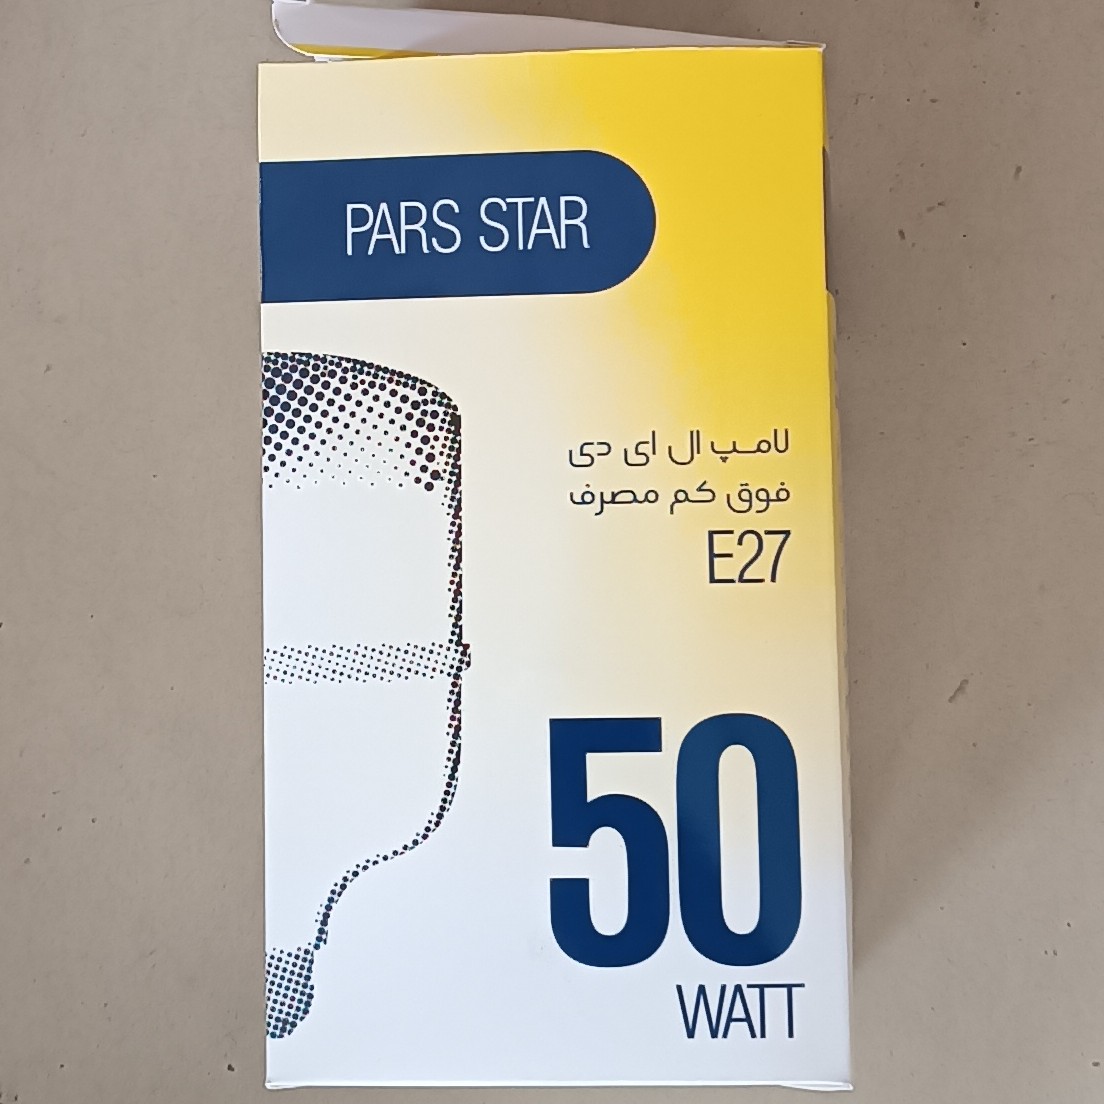 PARS STAR
لامپ ال ای دی
فوق کم مصرف
E27
50
WATT